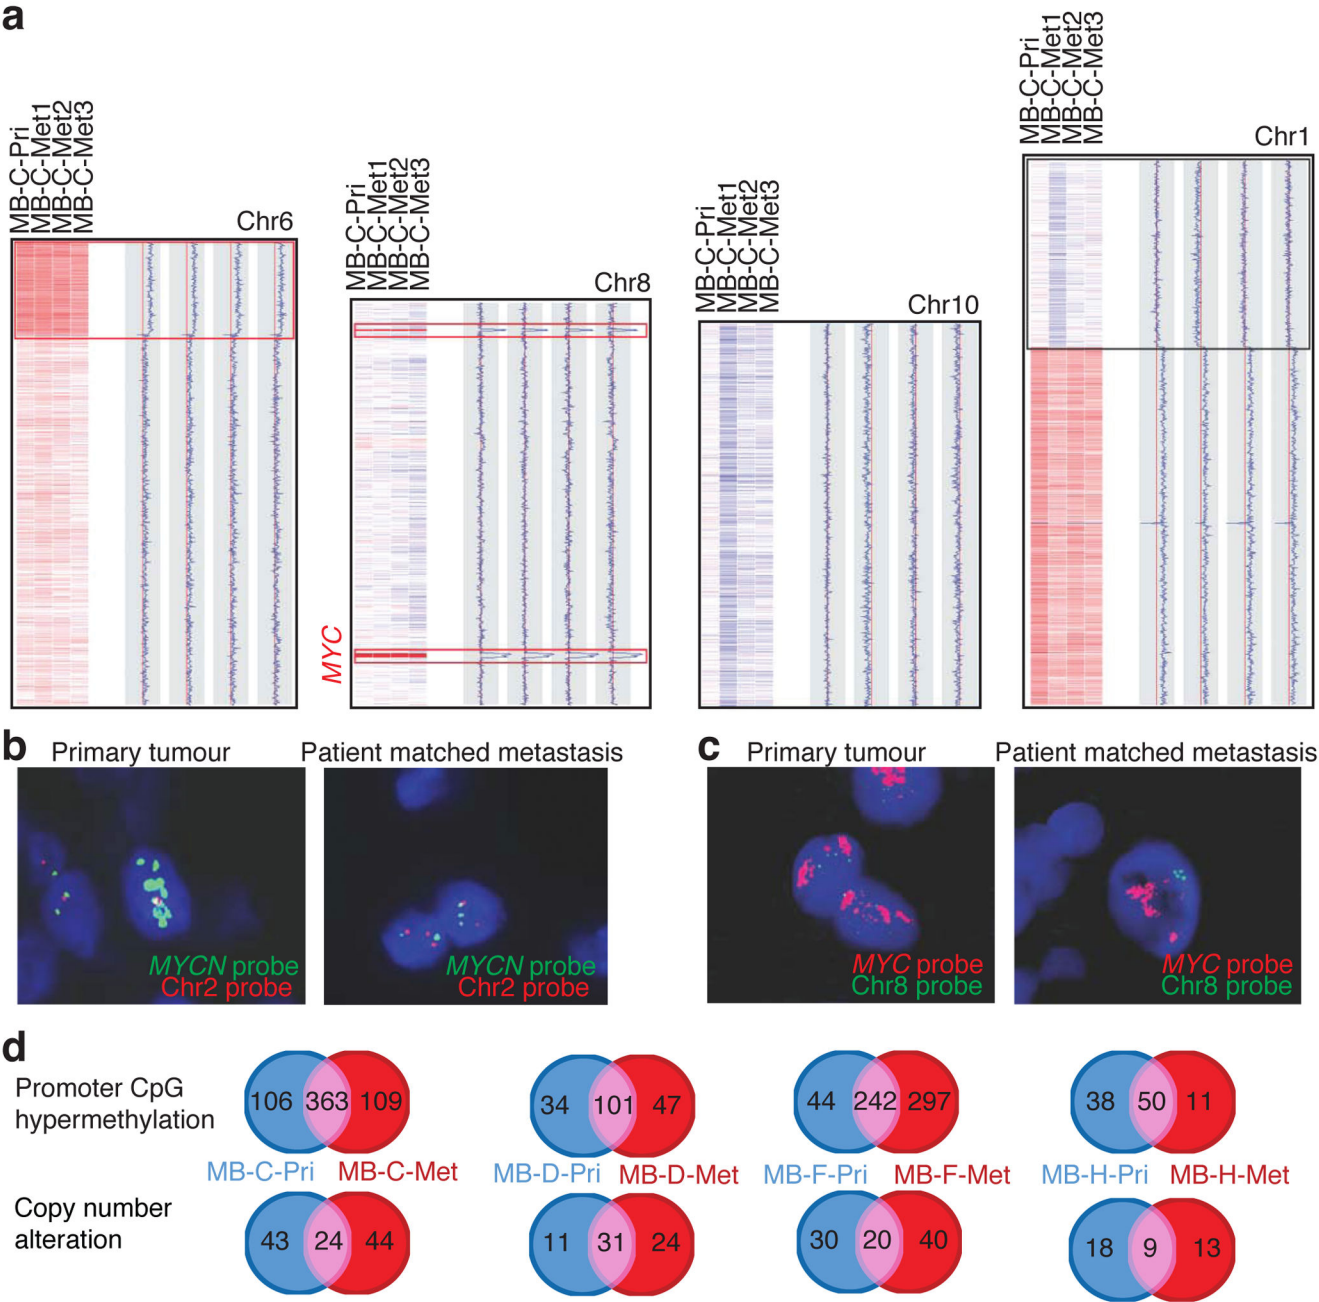 a
MB-C-Pri
MB-C-Met1
MB-C-Met2
MB-C-Met3
Chr6
MB-C-Pri
MB-C-Met1
MB-C-Met2
MB-C-Met3
Chr8
MYC
MB-C-Pri
MB-C-Met1
MB-C-Met2
MB-C-Met3
Chr10
MB-C-Pri
MB-C-Met1
MB-C-Met2
MB-C-Met3
Chr1
b
Primary tumour
Patient matched metastasis
MYCN probe
Chr2 probe
MYCN probe
Chr2 probe
c
Primary tumour
Patient matched metastasis
MYC probe
Chr8 probe
MYC probe
Chr8 probe
d
Promoter CpG
hypermethylation
106 363 109
34 101 47
44 242 297
38 50 11
MB-C-Pri MB-C-Met
MB-D-Pri MB-D-Met
MB-F-Pri MB-F-Met
MB-H-Pri MB-H-Met
Copy number
alteration
43 24 44
11 31 24
30 20 40
18 9 13